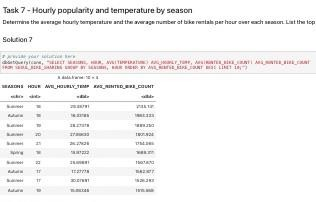 Task 7 - Hourly popularity and temperature by season
Determine the average hourly temperature and the average number of bike rentals per hour over each season. List the top
Solution 7
# provide your solution here
dbGetQuery(conn, "SELECT SEASONS, HOUR, AVG(TEMPERATURE) AVG_HOURLY_TEMP, AVG(RENTED_BIKE_COUNT) AVG_RENTED_BIKE_COUNT
FROM SEOUL_BIKE_SHARING GROUP BY SEASONS, HOUR ORDER BY AVG_RENTED_BIKE_COUNT DESC LIMIT 10;")
A data.frame: 10 × 4
SEASONS HOUR AVG_HOURLY_TEMP AVG_RENTED_BIKE_COUNT
<chr> <int> <dbl> <dbl>
Summer 18 29.38791 2135.141
Autumn 18 16.03185 1983.333
Summer 19 28.27378 1889.250
Summer 20 27.06630 1801.924
Summer 21 26.27826 1754.065
Spring 18 15.97222 1689.311
Summer 22 25.69891 1567.870
Autumn 17 17.27778 1562.877
Summer 17 30.07691 1526.293
Autumn 19 15.06346 1515.568